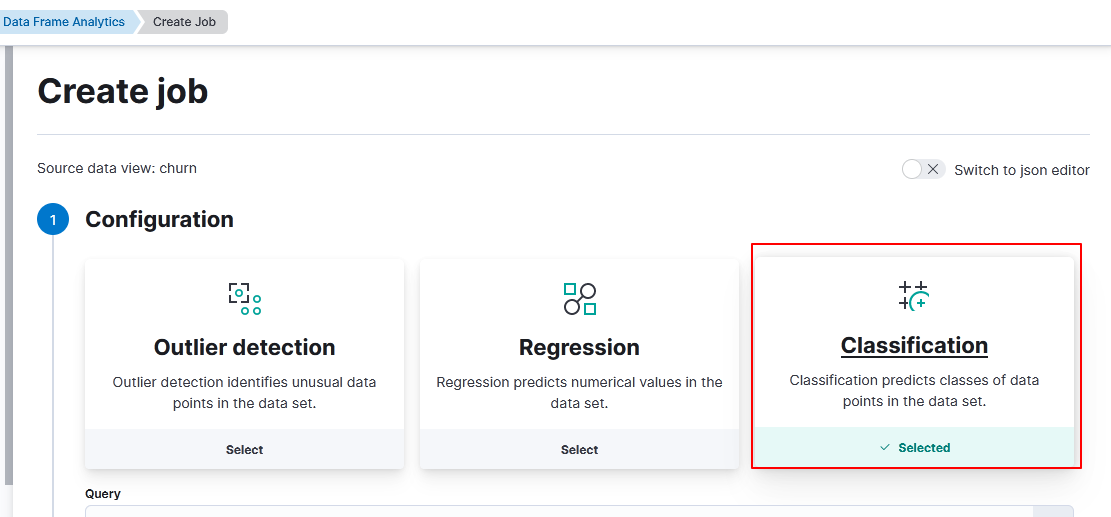 Data Frame Analytics
Create Job
Create job
Source data view: churn
Switch to json editor
1
Configuration
Outlier detection
Outlier detection identifies unusual data
points in the data set.
Select
Regression
Regression predicts numerical values in the
data set.
Select
Classification
Classification predicts classes of data
points in the data set.
Selected
Query